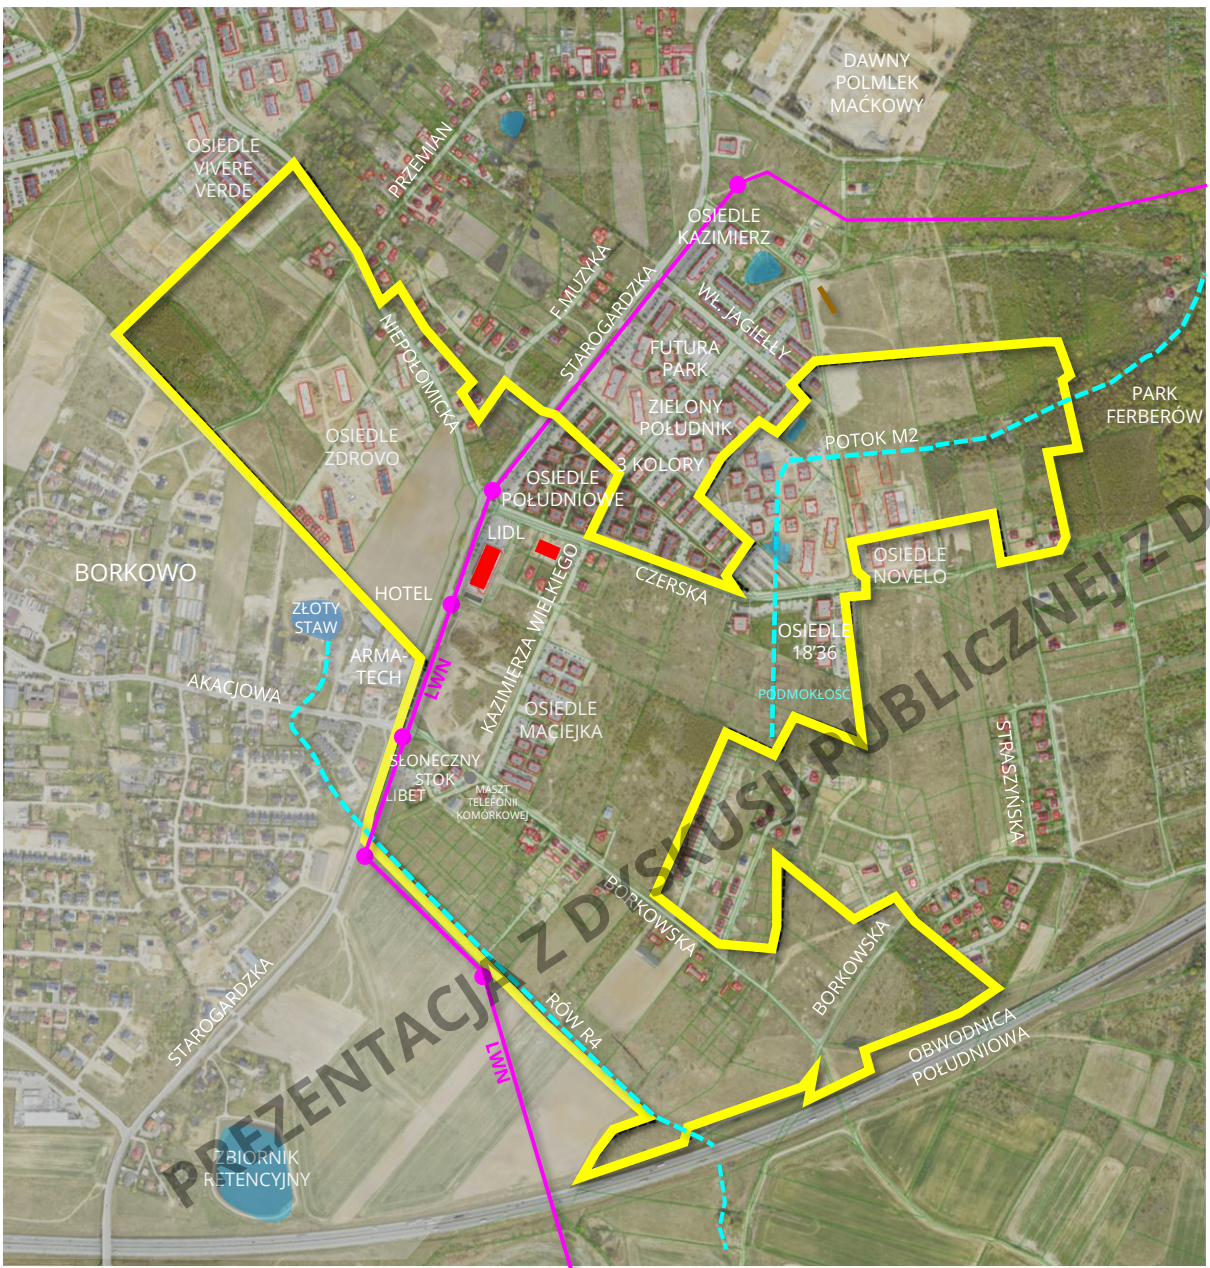 DAWNY
POLMLEK
MAĆKOWY
OSIEDLE
VIVERE
VERDE
PRZEMIAN
OSIEDLE
KAZIMIERZ
F.MUZYKA
STAROGARDZKA
WŁ. JAGIEŁŁY
NIEPOŁOMICKA
FUTURA
PARK
PARK
FERBERÓW
ZIELONY
POŁUDNIK
OSIEDLE
ZDROVO
POTOK M2
3 KOLORY
OSIEDLE
POŁUDNIOWE
LIDL
OSIEDLE
NOVELO
BORKOWO
CZERSKA
HOTEL
KAZIMIERZA WIELKIEGO
ZŁOTY
STAW
OSIEDLE
18'36
ARMA-
TECH
LWN
AKACJOWA
PODMOKŁOŚĆ
OSIEDLE
MACIEJKA
STRASZYŃSKA
SŁONECZNY
STOK
LIBET
MASZT
TELEFONII
KOMÓRKOWEJ
BORKOWSKA
BORKOWSKA
STAROGARDZKA
RÓW R4
LWN
OBWODNICA
POŁUDNIOWA
ZBIORNIK
RETENCYJNY
PREZENTACJA Z DYSKUSJI PUBLICZNEJ Z